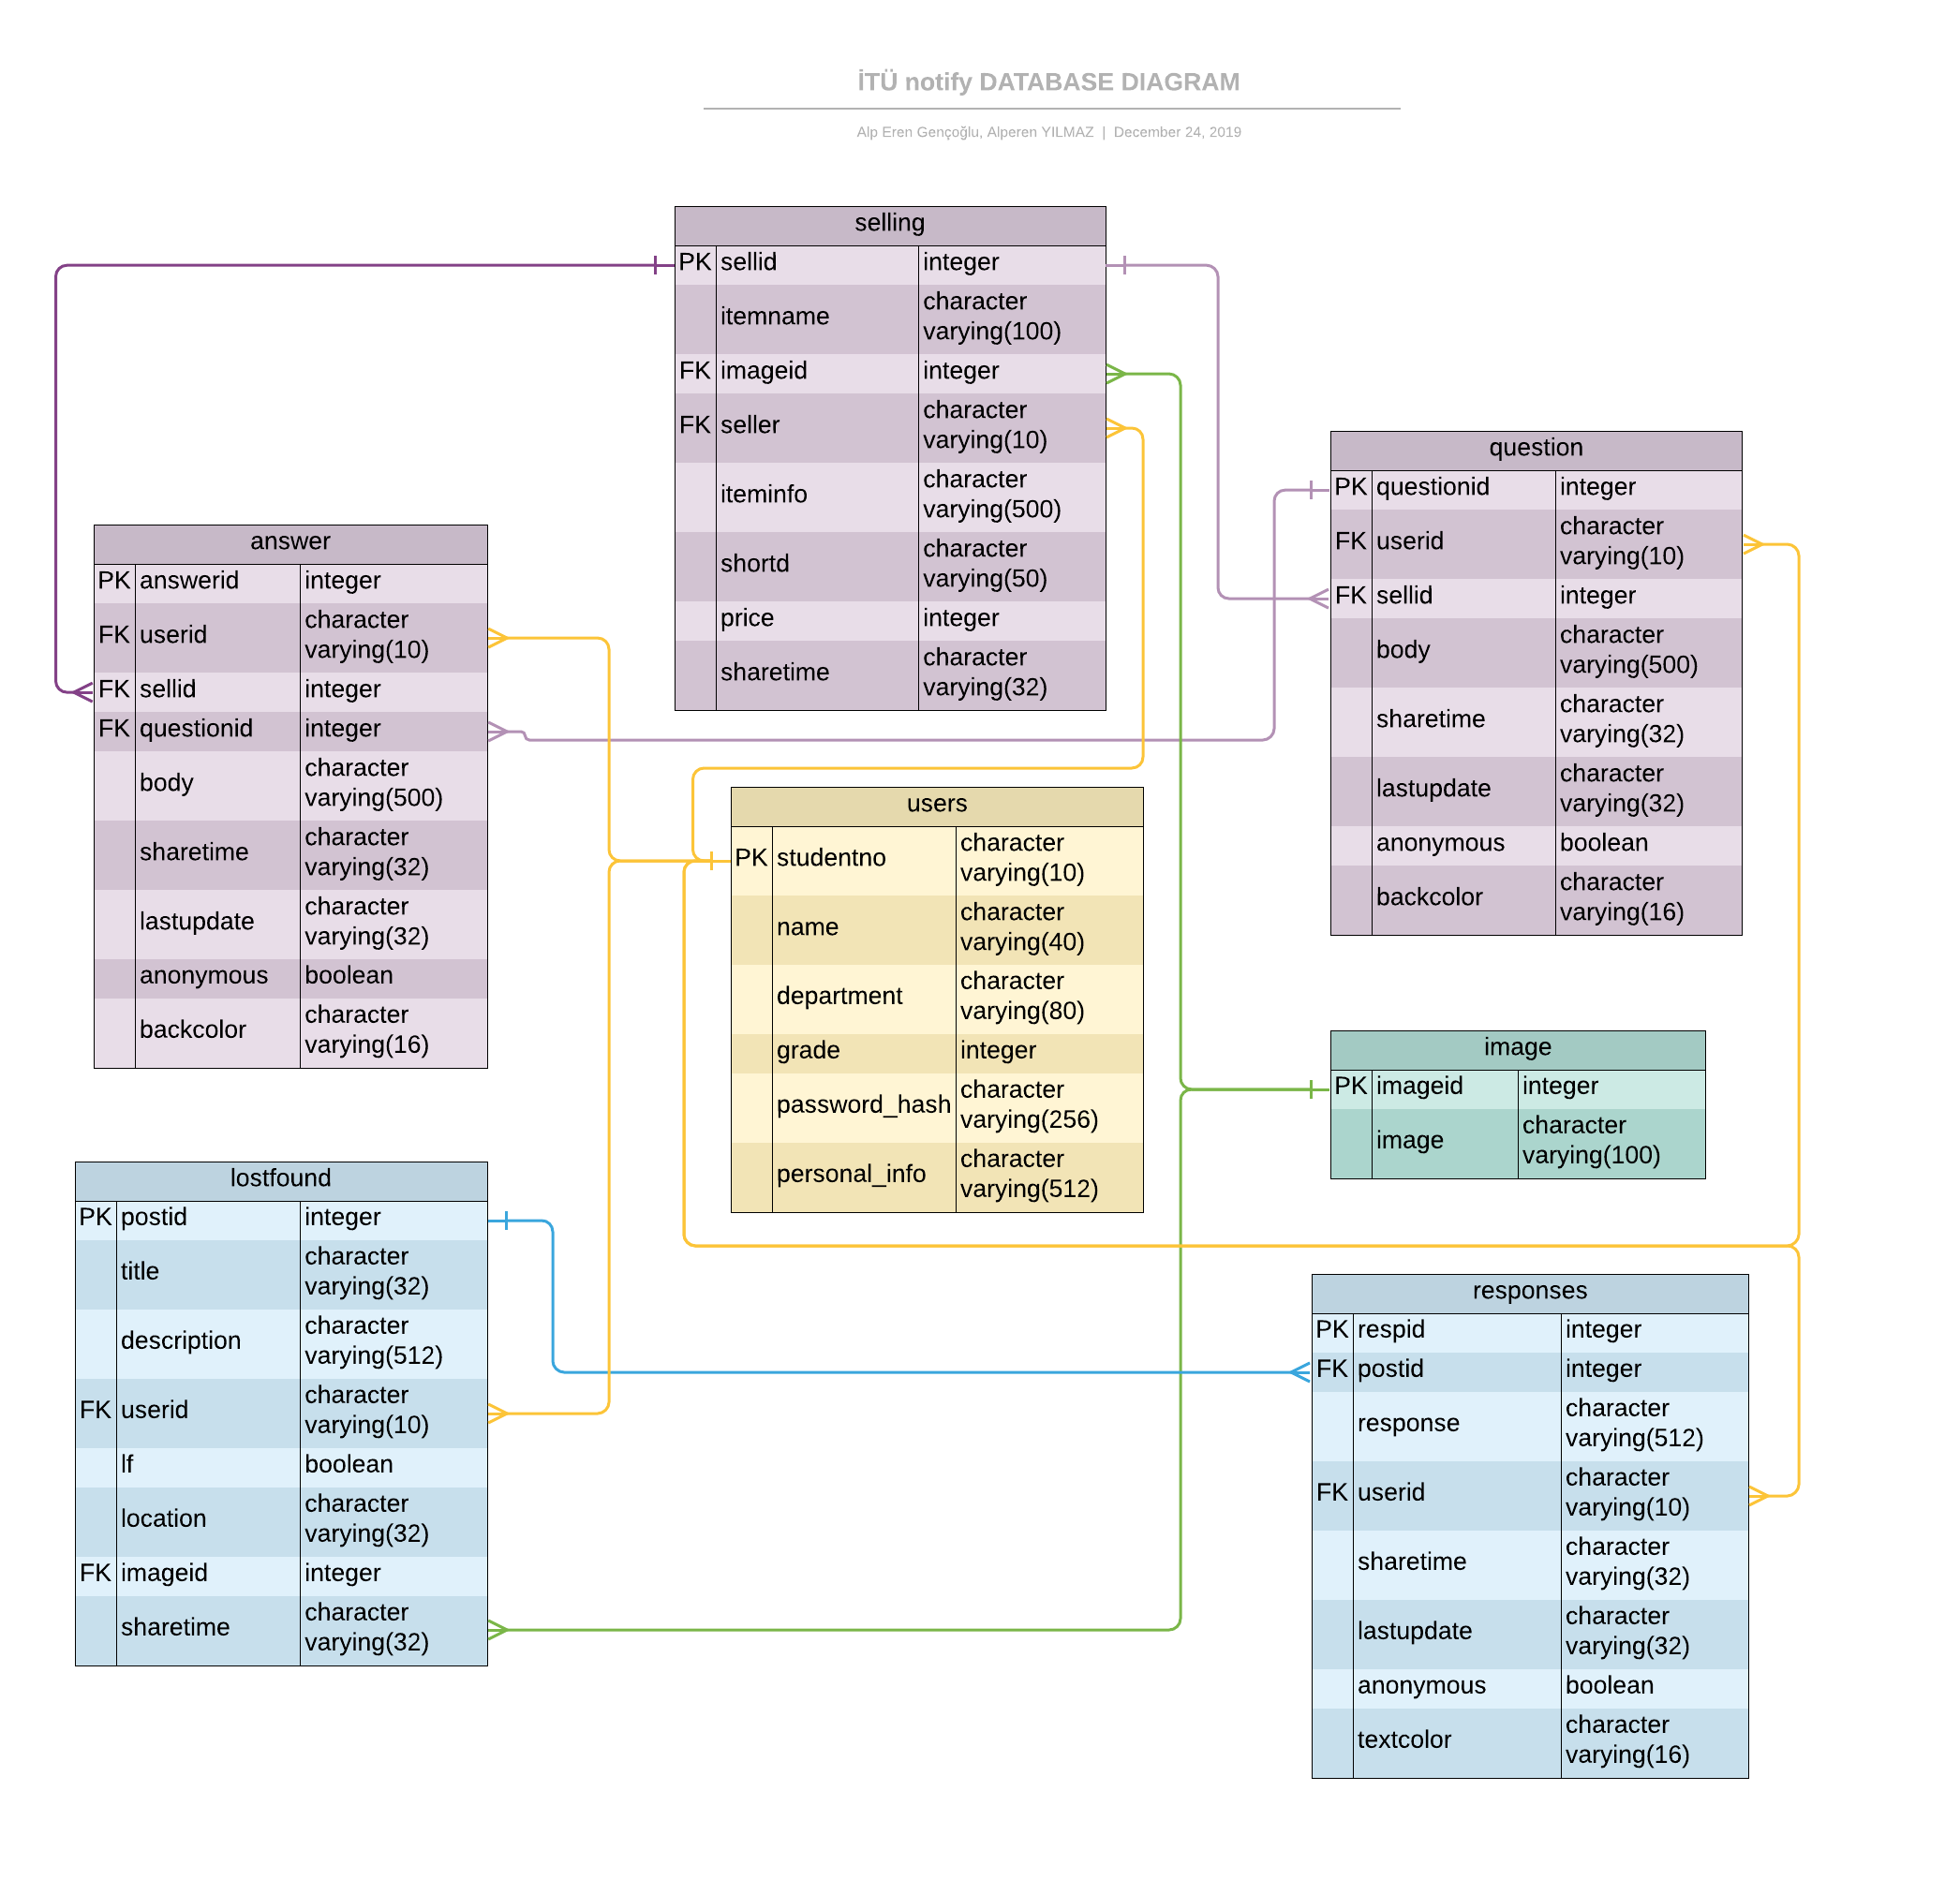 İTÜ notify DATABASE DIAGRAM
Alp Eren Gençoğlu, Alperen YILMAZ | December 24, 2019
selling
PK sellid integer
itemname character
varying(100)
FK imageid integer
FK seller character
varying(10)
iteminfo character
varying(500)
shortd character
varying(50)
price integer
sharetime character
varying(32)
question
PK questionid integer
FK userid character
varying(10)
FK sellid integer
body character
varying(500)
sharetime character
varying(32)
lastupdate character
varying(32)
anonymous boolean
backcolor character
varying(16)
answer
PK answerid integer
FK userid character
varying(10)
FK sellid integer
FK questionid integer
body character
varying(500)
sharetime character
varying(32)
lastupdate character
varying(32)
anonymous boolean
backcolor character
varying(16)
users
PK studentno character
varying(10)
name character
varying(40)
department character
varying(80)
grade integer
password_hash character
varying(256)
personal_info character
varying(512)
image
PK imageid integer
image character
varying(100)
lostfound
PK postid integer
title character
varying(32)
description character
varying(512)
FK userid character
varying(10)
lf boolean
location character
varying(32)
FK imageid integer
sharetime character
varying(32)
responses
PK respid integer
FK postid integer
response character
varying(512)
FK userid character
varying(10)
sharetime character
varying(32)
lastupdate character
varying(32)
anonymous boolean
textcolor character
varying(16)